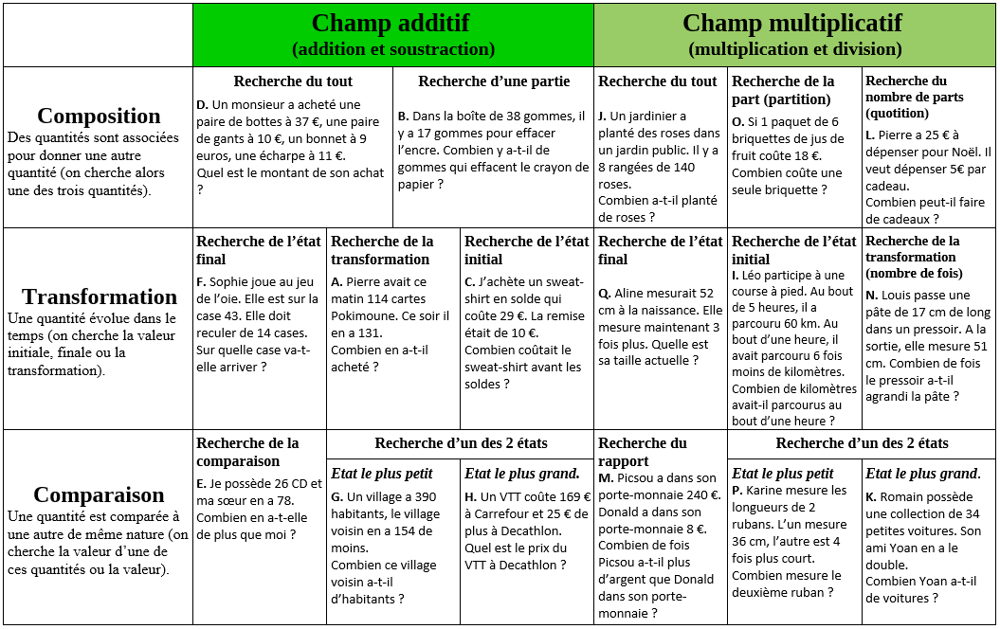 Champ additif
(addition et soustraction)
Champ multiplicatif
(multiplication et division)
Composition
Des quantités sont associées
pour donner une autre
quantité (on cherche alors
une des trois quantités).
Recherche du tout
D. Un monsieur a acheté une
paire de bottes à 37 €, une paire
de gants à 10 €, un bonnet à 9
euros, une écharpe à 11 €.
Quel est le montant de son achat
?
Recherche d’une partie
B. Dans la boîte de 38 gommes, il
y a 17 gommes pour effacer
l’encre. Combien y a-t-il de
gommes qui effacent le crayon de
papier ?
Recherche du tout
J. Un jardinier a
planté des roses dans
un jardin public. Il y a
8 rangées de 140
roses.
Combien a-t-il planté
de roses ?
Recherche de la
part (partition)
O. Si 1 paquet de 6
briquettes de jus de
fruit coûte 18 €.
Combien coûte une
seule briquette ?
Recherche du
nombre de parts
(quotition)
L. Pierre a 25 € à
dépenser pour Noël. Il
veut dépenser 5€ par
cadeau.
Combien peut-il faire
de cadeaux ?
Transformation
Une quantité évolue dans le
temps (on cherche la valeur
initiale, finale ou la
transformation).
Recherche de l’état
final
F. Sophie joue au jeu
de l’oie. Elle est sur la
case 43. Elle doit
reculer de 14 cases.
Sur quelle case va-t-
elle arriver ?
Recherche de la
transformation
A. Pierre avait ce
matin 114 cartes
Pokimoune. Ce soir il
en a 131.
Combien en a-t-il
acheté ?
Recherche de l’état
initial
C. J’achète un sweat-
shirt en solde qui
coûte 29 €. La remise
était de 10 €.
Combien coûtait le
sweat-shirt avant les
soldes ?
Recherche de l’état
final
Q. Aline mesurait 52
cm à la naissance. Elle
mesure maintenant 3
fois plus. Quelle est
sa taille actuelle ?
Recherche de l’état
initial
I. Léo participe à une
course à pied. Au bout
de 5 heures, il a
parcouru 60 km. Au
bout d’une heure, il
avait parcouru 6 fois
moins de kilomètres.
Combien de kilomètres
avait-il parcourus au
bout d’une heure ?
Recherche de la
transformation
(nombre de fois)
N. Louis passe une
pâte de 17 cm de long
dans un pressoir. A la
sortie, elle mesure 51
cm. Combien de fois
le pressoir a-t-il
agrandi la pâte ?
Comparaison
Une quantité est comparée à
une autre de même nature (on
cherche la valeur d’une de
ces quantités ou la valeur).
Recherche de la
comparaison
E. Je possède 26 CD et
ma sœur en a 78.
Combien en a-t-elle
de plus que moi ?
Recherche d’un des 2 états
Etat le plus petit
G. Un village a 390
habitants, le village
voisin en a 154 de
moins.
Combien ce village
voisin a-t-il
d’habitants ?
Etat le plus grand.
H. Un VTT coûte 169 €
à Carrefour et 25 € de
plus à Decathlon.
Quel est le prix du
VTT à Decathlon ?
Recherche du
rapport
M. Picsou a dans son
porte-monnaie 240 €.
Donald a dans son
porte-monnaie 8 €.
Combien de fois
Picsou a-t-il plus
d’argent que Donald
dans son porte-
monnaie ?
Recherche d’un des 2 états
Etat le plus petit
P. Karine mesure les
longueurs de 2
rubans. L’un mesure
36 cm, l’autre est 4
fois plus court.
Combien mesure le
deuxième ruban ?
Etat le plus grand.
K. Romain possède
une collection de 34
petites voitures. Son
ami Yoan en a le
double.
Combien Yoan a-t-il
de voitures ?